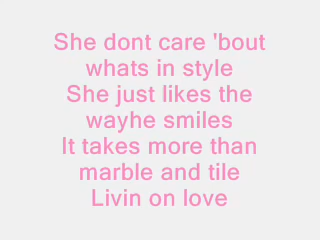 She dont care 'bout
whats in style
She just likes the
wayhe smiles
It takes more than
marble and tile
Livin on love